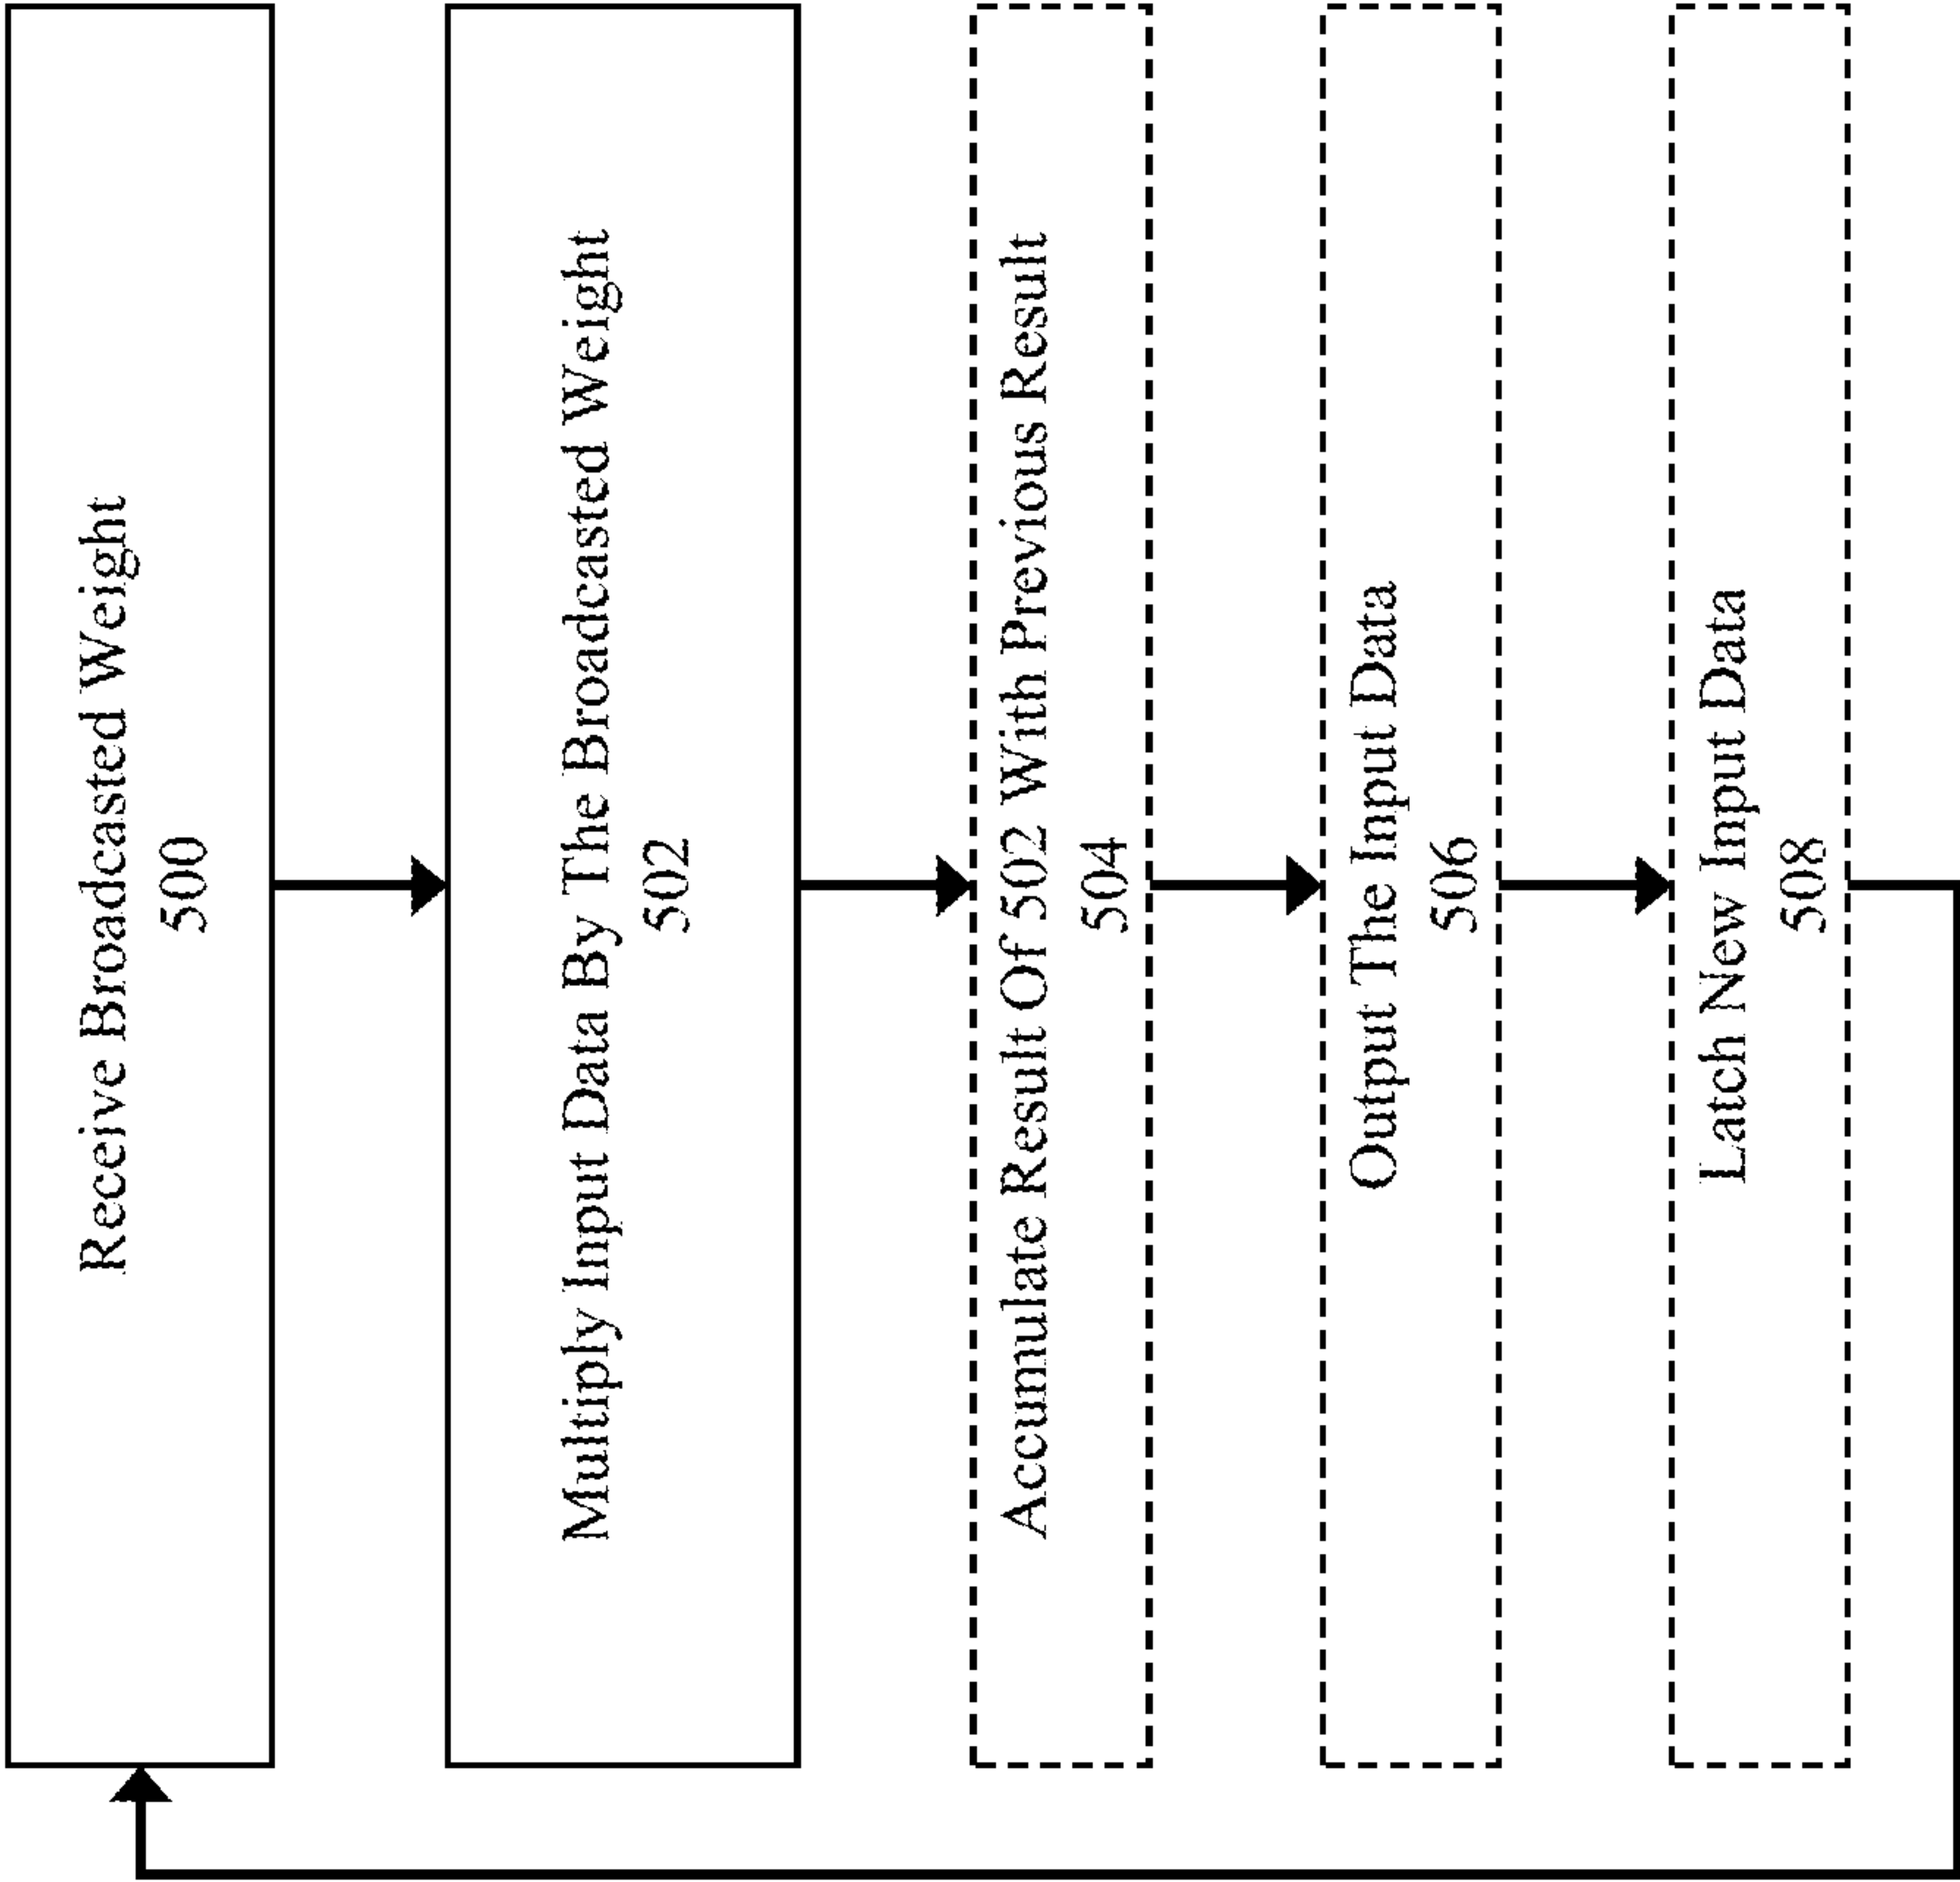 Receive Broadcasted Weight
500
Multiply Input Data By The Broadcasted Weight
502
Accumulate Result Of 502 With Previous Result
504
Output The Input Data
506
Latch New Input Data
508